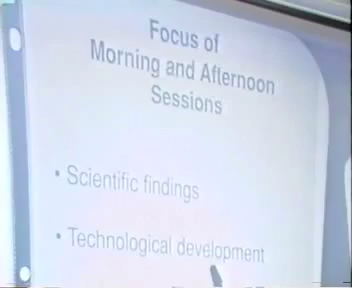 Focus of
Morning and Afternoon
Sessions
• Scientific findings
• Technological development